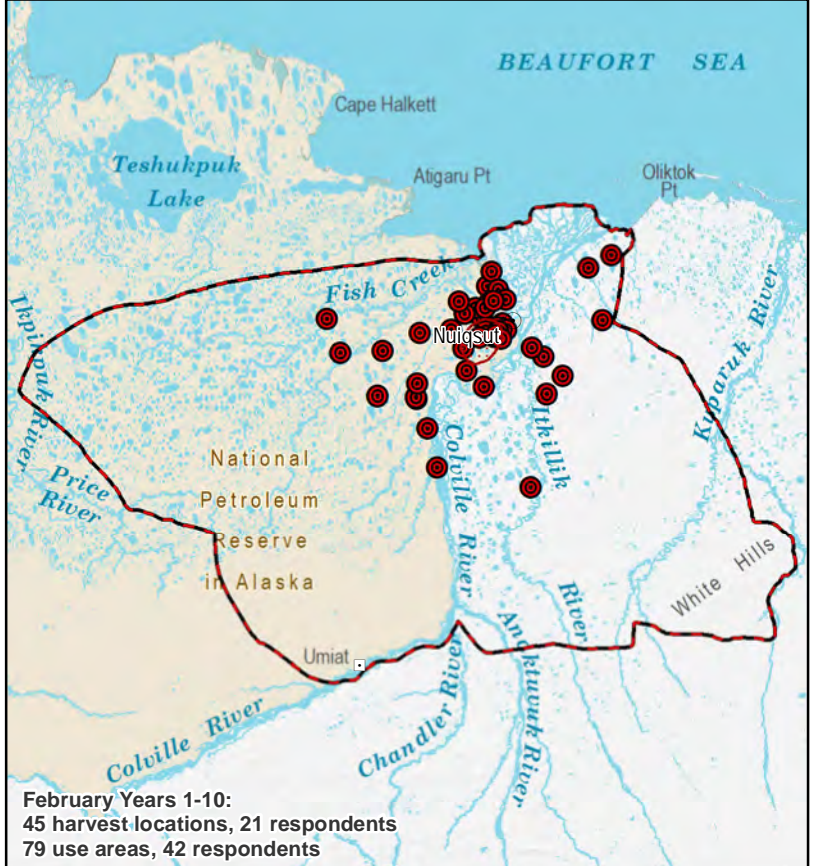 BEAUFORT SEA
Cape Halkett
Teshukpuk
Lake
Atigaru Pt
Oliktok
Pt
Fish Creek
Ikpikpuk River
Nuiqsut
Kuparuk River
Itkillik
River
Colville River
National
Petroleum
Reserve
in Alaska
Price
River
White Hills
Umiat
Anaktuvuk River
Chandler River
Colville River
February Years 1-10:
45 harvest locations, 21 respondents
79 use areas, 42 respondents